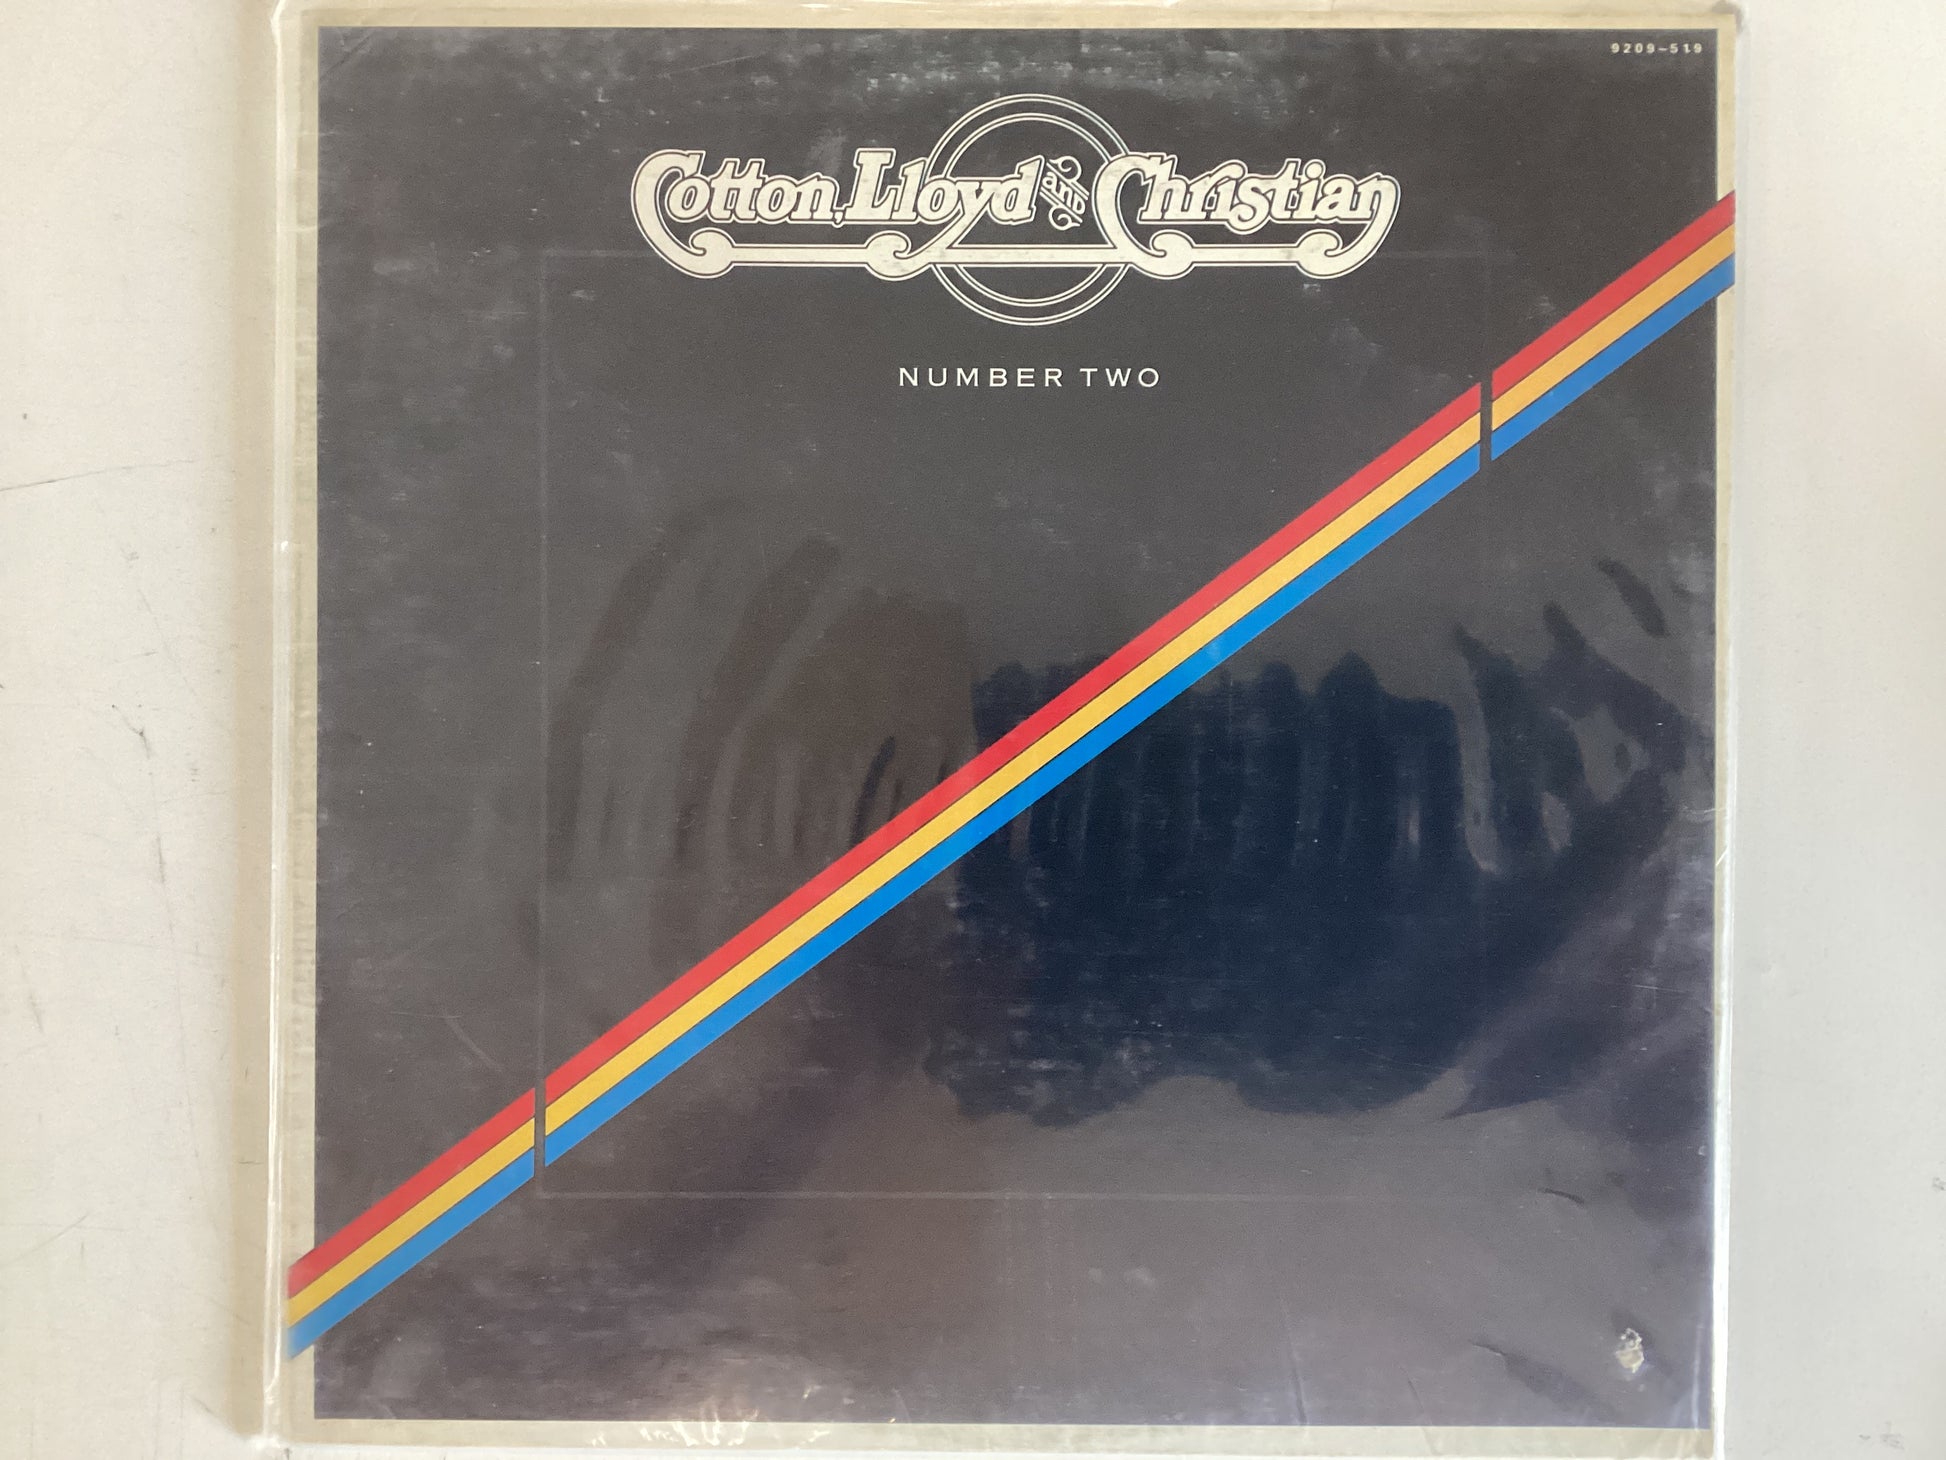 9209-519
Cotton, Lloyd and Christian
NUMBER TWO